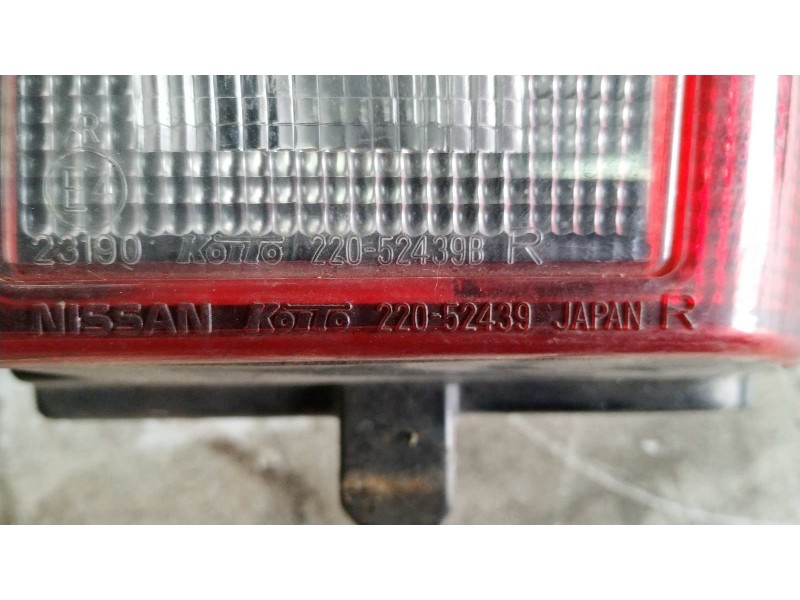 R
E4
23190 KOITO 220-52439B R
NISSAN KOITO 220-52439 JAPAN R